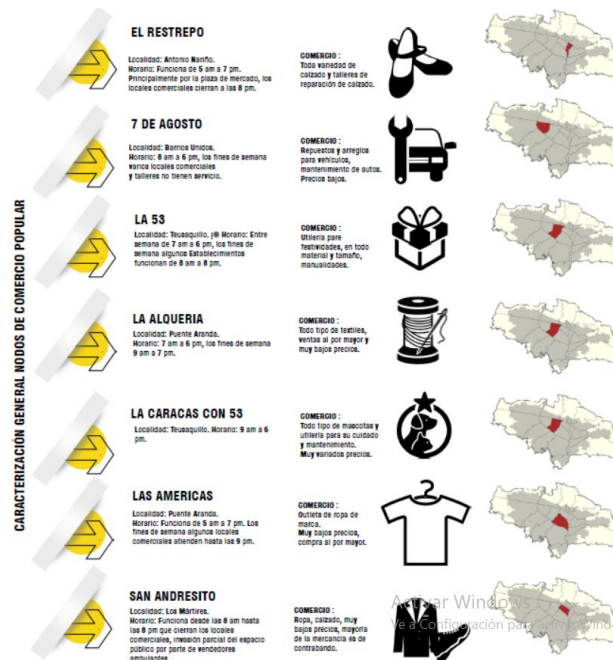 CARACTERIZACIÓN GENERAL NODOS DE COMERCIO POPULAR
EL RESTREPO
Localidad: Antonio Nariño.
Horario: Funciona de 5 am a 7 pm.
Principalmente por la plaza de mercado, los
locales comerciales cierran a las 8 pm.
COMERCIO :
Toda variedad de
calzado y talleres de
reparación de calzado.
7 DE AGOSTO
Localidad: Barrios Unidos.
Horario: 8 am a 6 pm, los fines de semana
varios locales comerciales
y talleres no tienen servicio.
COMERCIO :
Repuestos y arreglos
para vehículos,
mantenimiento de autos.
Precios bajos.
LA 53
Localidad: Teusaquillo. j® Horario: Entre
semana de 7 am a 6 pm, los fines de
semana algunos Establecimientos
funcionan de 8 am a 8 pm.
COMERCIO :
Utilería pare
festividades, en todo
material y tamaño,
manualidades.
LA ALQUERIA
Localidad: Puente Aranda.
Horario: 7 am a 6 pm, los fines de semana
9 am a 7 pm.
COMERCIO :
Todo tipo de textiles,
ventas al por mayor y
muy bajos precios.
LA CARACAS CON 53
Localidad: Teusaquillo. Horario: 9 am a 6
pm.
COMERCIO :
Todo tipo de mascotas y
utilería para su cuidado
y mantenimiento.
Muy variados precios.
LAS AMERICAS
Localidad: Puente Aranda.
Horario: Funciona de 5 am a 7 pm. Los
fines de semana algunos locales
comerciales atienden hasta las 9 pm.
COMERCIO :
Outlets de ropa de
marca.
Muy bajos precios,
compra al por mayor.
SAN ANDRESITO
Localidad: Los Mártires.
Horario: Funciona desde las 8 am hasta
las 8 pm que cierran los locales
comerciales, invasión parcial del espacio
público por parte de vendedores
ambulantes.
COMERCIO :
Ropa, calzado, muy
bajos precios, mayoría
de la mercancía es de
contrabando.
Activar Windows
Ve a Configuración para